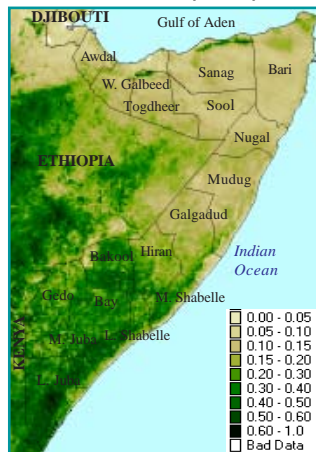 DJIBOUTI
Gulf of Aden
Awdal
Sanag
Bari
W. Galbeed
Togdheer
Sool
Nugal
ETHIOPIA
Mudug
Galgadud
Hiran
Bakool
Indian
Ocean
Gedo
Bay
M. Shabelle
L. Shabelle
M. Juba
KENYA
L. Juba
0.00 - 0.05
0.05 - 0.10
0.10 - 0.15
0.15 - 0.20
0.20 - 0.30
0.30 - 0.40
0.40 - 0.50
0.50 - 0.60
0.60 - 1.0
Bad Data